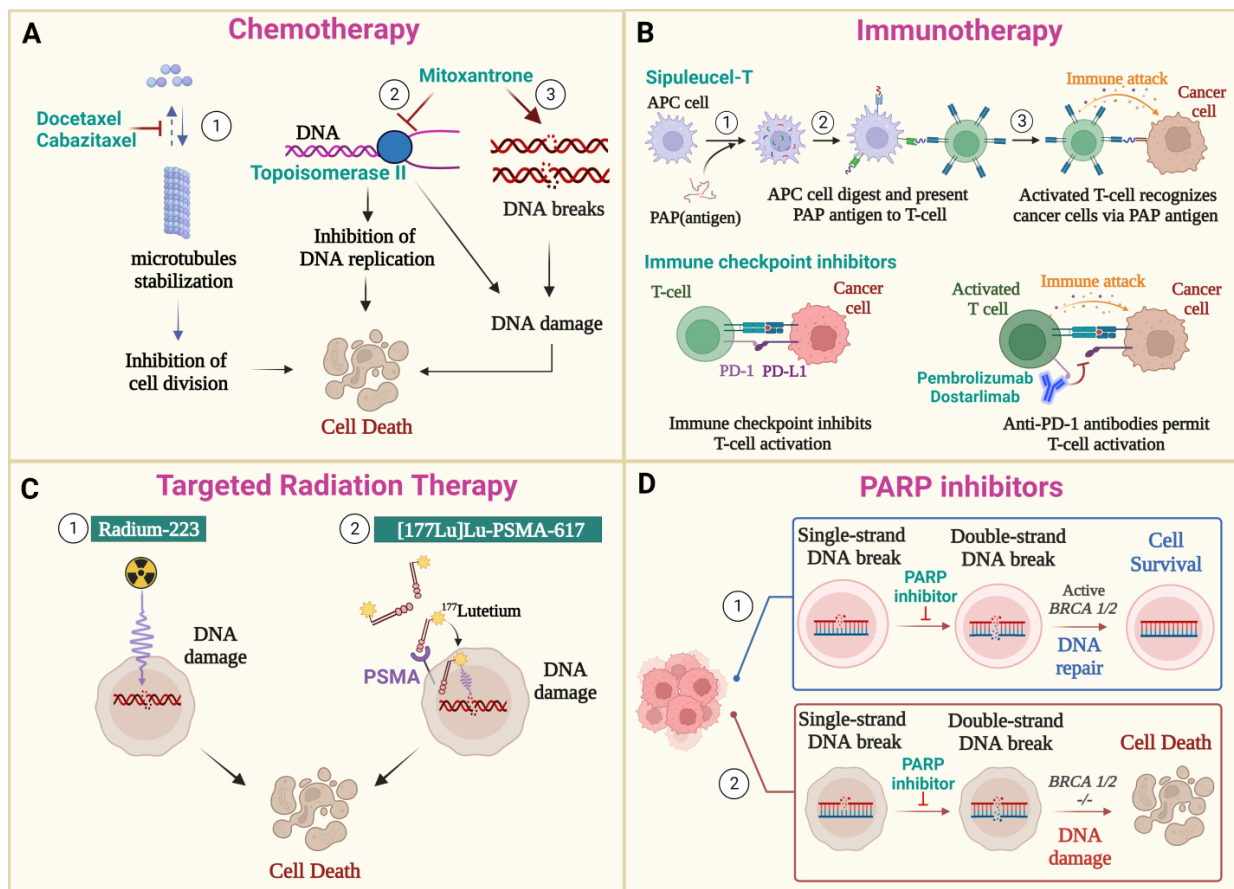 A
Chemotherapy
Docetaxel
Cabazitaxel
1
microtubules
stabilization
Inhibition of
cell division
Mitoxantrone
2
3
DNA
Topoisomerase II
DNA breaks
Inhibition of
DNA replication
DNA damage
Cell Death
B
Immunotherapy
Sipuleucel-T
APC cell
1
PAP(antigen)
2
APC cell digest and present
PAP antigen to T-cell
3
Immune attack
Cancer
cell
Activated T-cell recognizes
cancer cells via PAP antigen
Immune checkpoint inhibitors
T-cell
Cancer
cell
PD-1 PD-L1
Immune checkpoint inhibits
T-cell activation
Activated
T cell
Immune attack
Cancer
cell
Pembrolizumab
Dostarlimab
Anti-PD-1 antibodies permit
T-cell activation
C
Targeted Radiation Therapy
1
Radium-223
DNA
damage
2
[177Lu]Lu-PSMA-617
177Lutetium
PSMA
DNA
damage
Cell Death
D
PARP inhibitors
1
Single-strand
DNA break
PARP
inhibitor
Double-strand
DNA break
Active
BRCA 1/2
DNA
repair
Cell
Survival
2
Single-strand
DNA break
PARP
inhibitor
Double-strand
DNA break
BRCA 1/2
-/-
DNA
damage
Cell Death